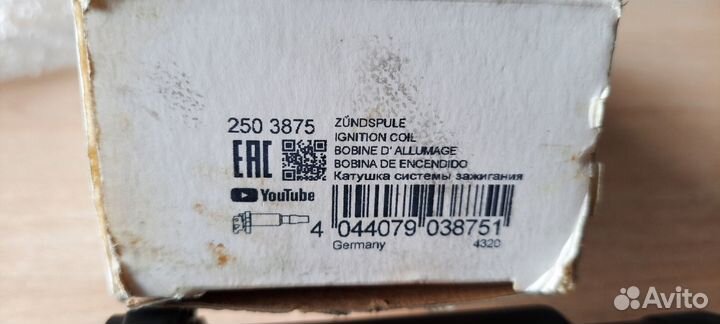 250 3875
ZÜNDSPULE
IGNITION COIL
BOBINE D'ALLUMAGE
BOBINA DE ENCENDIDO
Катушка системы зажигания
EAC
YouTube
4 044079 038751
Germany
4320
Avito